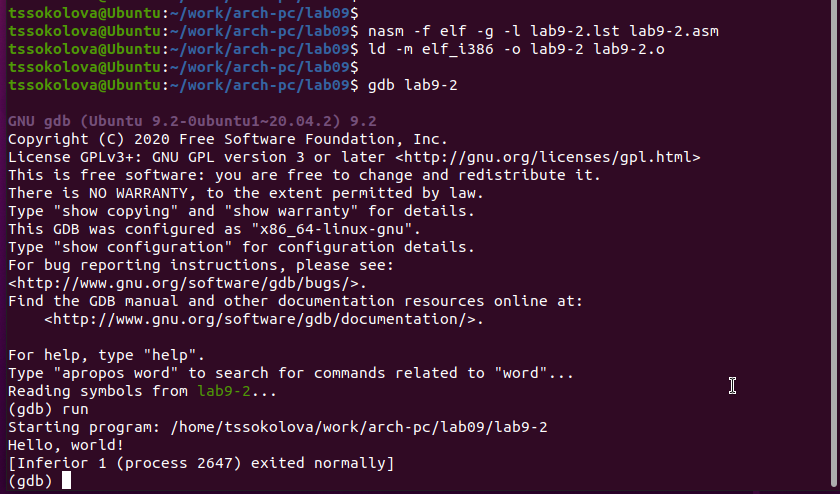 tssokolova@Ubuntu:~/work/arch-pc/lab09$
tssokolova@Ubuntu:~/work/arch-pc/lab09$ nasm -f elf -g -l lab9-2.lst lab9-2.asm
tssokolova@Ubuntu:~/work/arch-pc/lab09$ ld -m elf_i386 -o lab9-2 lab9-2.o
tssokolova@Ubuntu:~/work/arch-pc/lab09$
tssokolova@Ubuntu:~/work/arch-pc/lab09$ gdb lab9-2
GNU gdb (Ubuntu 9.2-0ubuntu1~20.04.2) 9.2
Copyright (C) 2020 Free Software Foundation, Inc.
License GPLv3+: GNU GPL version 3 or later <http://gnu.org/licenses/gpl.html>
This is free software: you are free to change and redistribute it.
There is NO WARRANTY, to the extent permitted by law.
Type "show copying" and "show warranty" for details.
This GDB was configured as "x86_64-linux-gnu".
Type "show configuration" for configuration details.
For bug reporting instructions, please see:
<http://www.gnu.org/software/gdb/bugs/>.
Find the GDB manual and other documentation resources online at:
    <http://www.gnu.org/software/gdb/documentation/>.
For help, type "help".
Type "apropos word" to search for commands related to "word"...
Reading symbols from lab9-2...
(gdb) run
Starting program: /home/tssokolova/work/arch-pc/lab09/lab9-2
Hello, world!
[Inferior 1 (process 2647) exited normally]
(gdb)